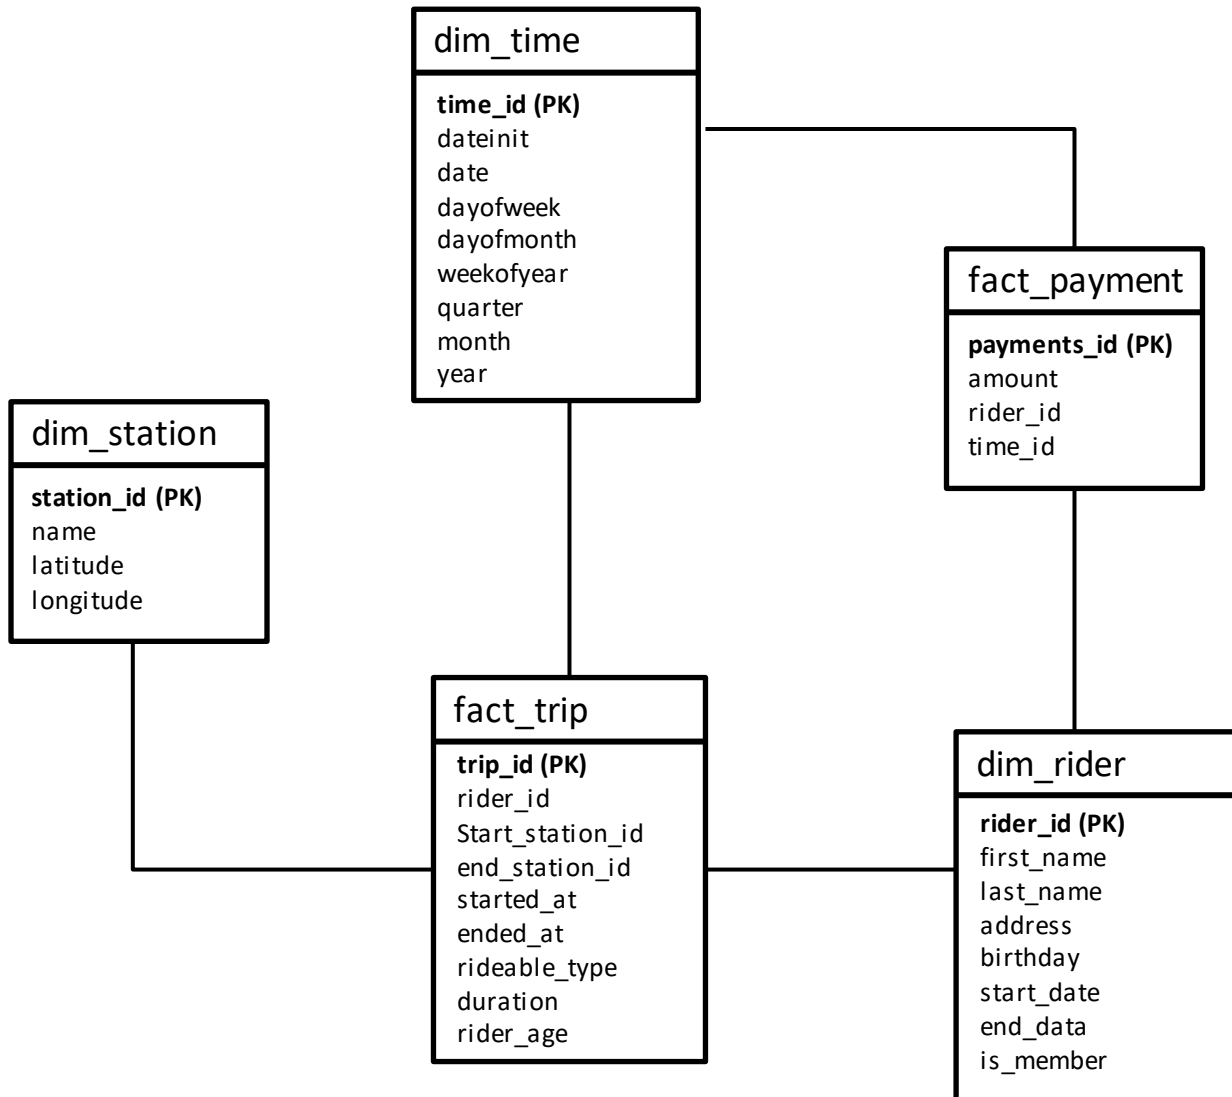 dim_time
time_id (PK)
dateinit
date
dayofweek
dayofmonth
weekofyear
quarter
month
year
fact_payment
payments_id (PK)
amount
rider_id
time_id
dim_station
station_id (PK)
name
latitude
longitude
fact_trip
trip_id (PK)
rider_id
Start_station_id
end_station_id
started_at
ended_at
rideable_type
duration
rider_age
dim_rider
rider_id (PK)
first_name
last_name
address
birthday
start_date
end_data
is_member